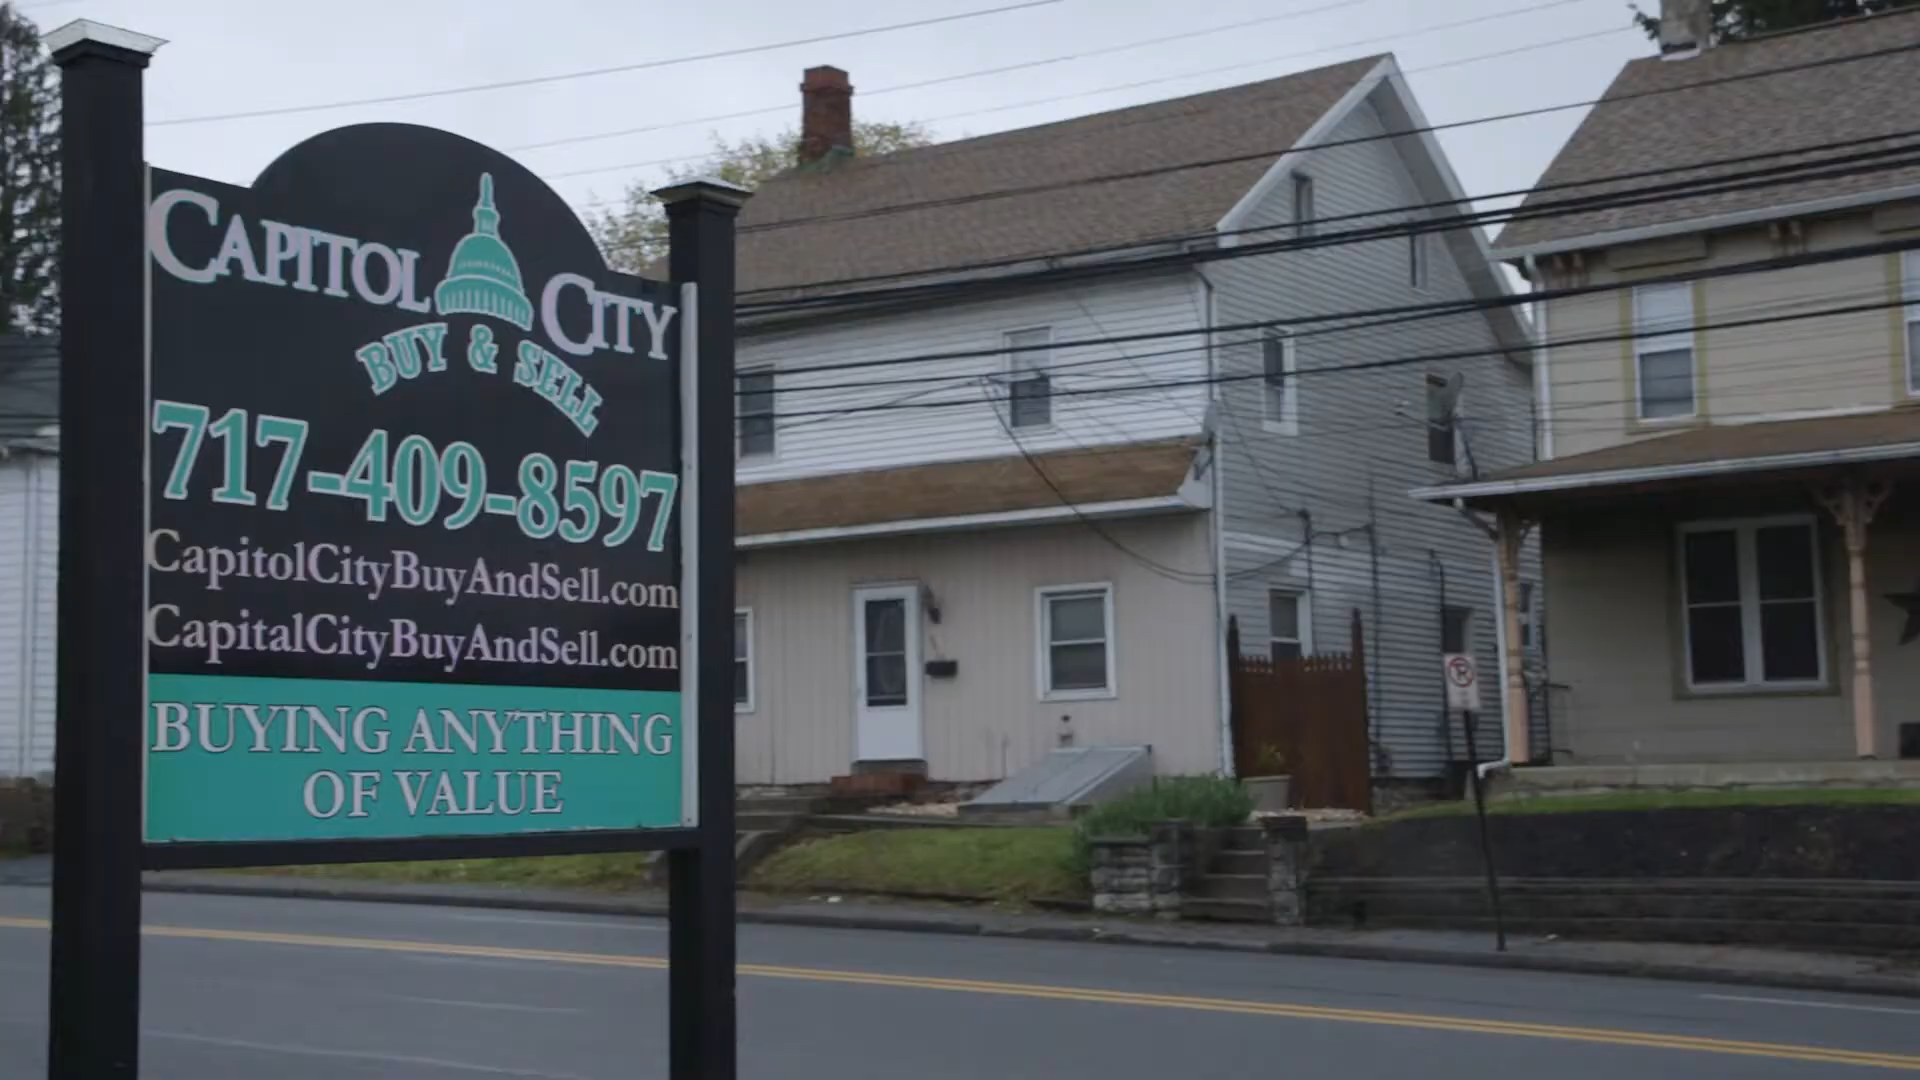 CAPITOL CITY
BUY & SELL
717-409-8597
CapitolCityBuyAndSell.com
CapitalCityBuyAndSell.com
BUYING ANYTHING
OF VALUE